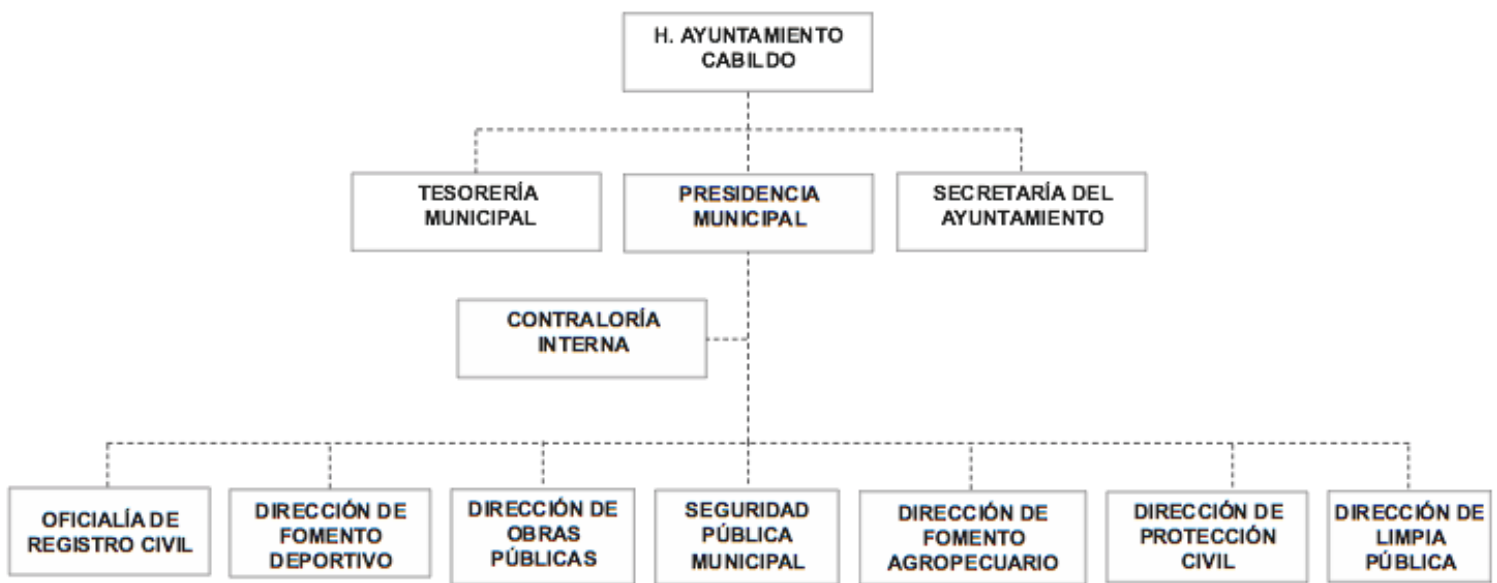 H. AYUNTAMIENTO
CABILDO
TESORERÍA
MUNICIPAL
PRESIDENCIA
MUNICIPAL
SECRETARÍA DEL
AYUNTAMIENTO
CONTRALORÍA
INTERNA
OFICIALÍA DE
REGISTRO CIVIL
DIRECCIÓN DE
FOMENTO
DEPORTIVO
DIRECCIÓN DE
OBRAS
PÚBLICAS
SEGURIDAD
PÚBLICA
MUNICIPAL
DIRECCIÓN DE
FOMENTO
AGROPECUARIO
DIRECCIÓN DE
PROTECCIÓN
CIVIL
DIRECCIÓN DE
LIMPIA
PÚBLICA